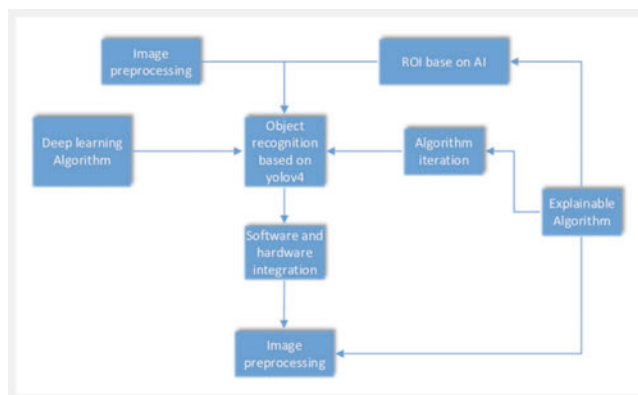 Image
preprocessing
ROI base on AI
Deep learning
Algorithm
Object
recognition
based on
yolov4
Algorithm
iteration
Explainable
Algorithm
Software and
hardware
integration
Image
preprocessing